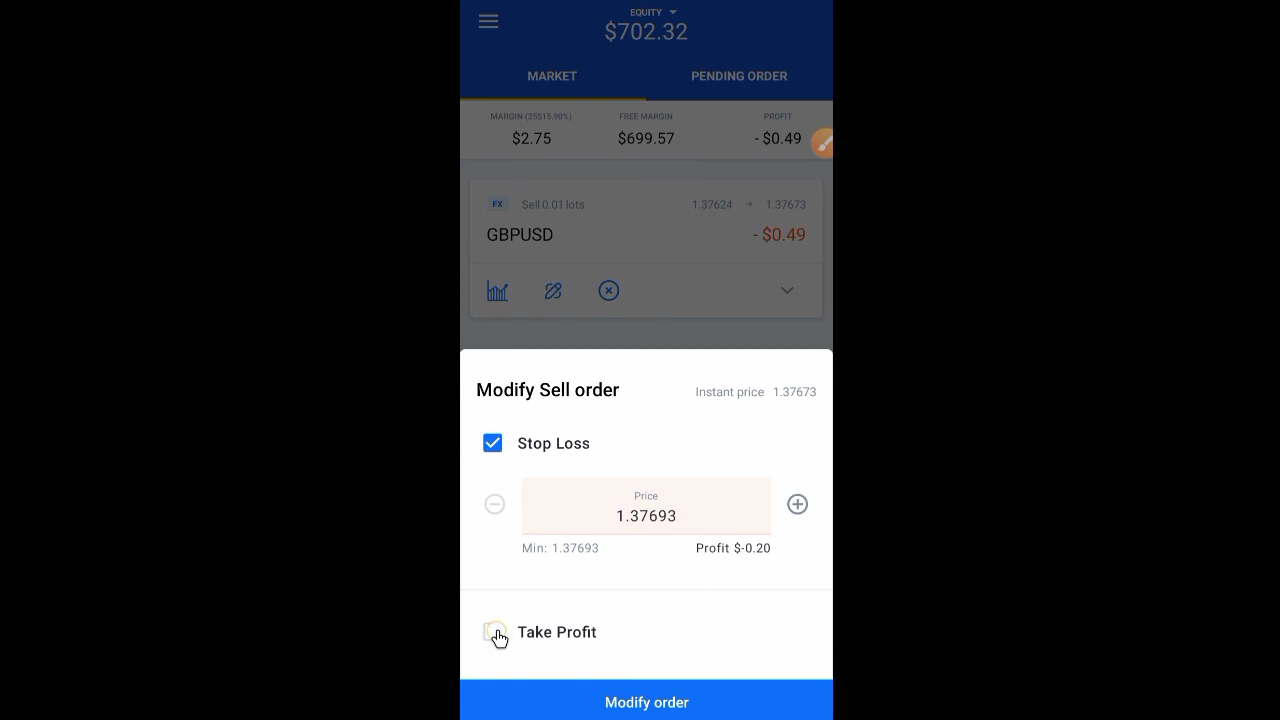 EQUITY
$702.32
MARKET PENDING ORDER
MARGIN (25515.90%) FREE MARGIN PROFIT
$2.75 $699.57 - $0.49
FX Sell 0.01 lots 1.37624 → 1.37673
GBPUSD - $0.49
Modify Sell order Instant price 1.37673
Stop Loss
Price
1.37693
Min: 1.37693 Profit $-0.20
Take Profit
Modify order